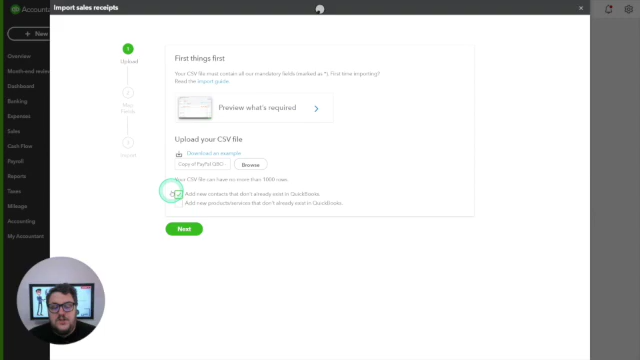 Accountant
Import sales receipts
+ New
Overview
Month-end review
Dashboard
Banking
Expenses
Sales
Cash Flow
Payroll
Reports
Taxes
Mileage
Accounting
My Accountant
1
Upload
2
Map
Fields
3
Import
First things first
Your CSV file must contain all our mandatory fields (marked as *). First time importing?
Read the import guide.
Preview what's required
Upload your CSV file
Download an example
Copy of PayPal QBO
Browse
Your CSV file can have no more than 1000 rows.
Add new contacts that don't already exist in QuickBooks.
Add new products/services that don't already exist in QuickBooks.
Next